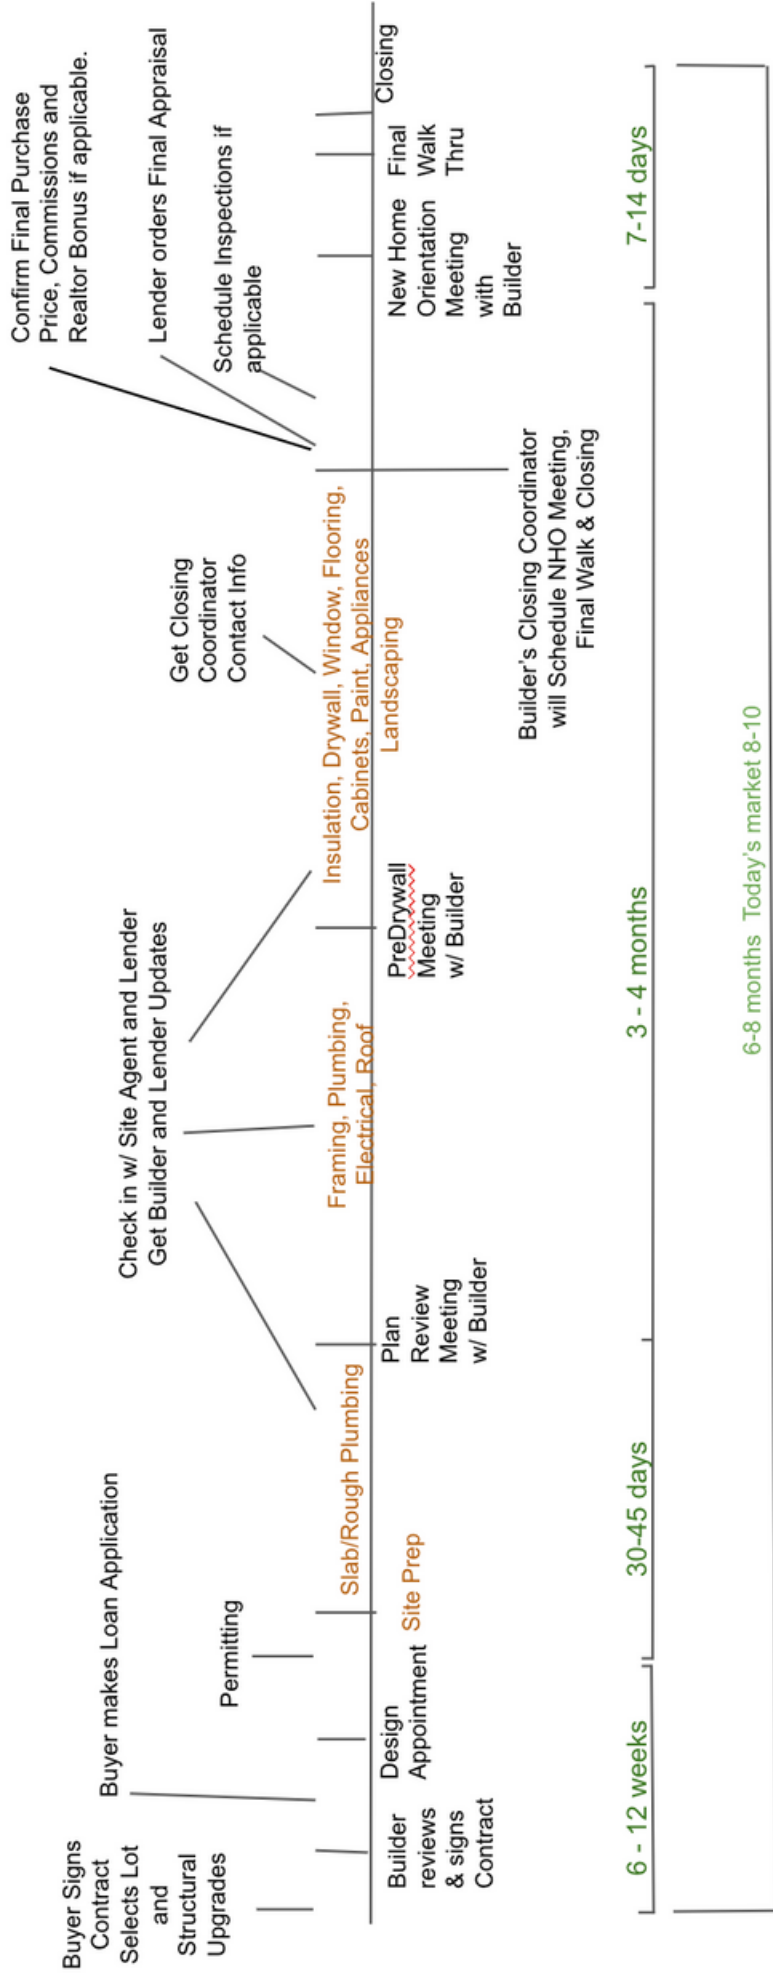 Buyer Signs
Contract
Selects Lot
and
Structural
Upgrades
Buyer makes Loan Application
Permitting
Check in w/ Site Agent and Lender
Get Builder and Lender Updates
Get Closing
Coordinator
Contact Info
Confirm Final Purchase
Price, Commissions and
Realtor Bonus if applicable.
Lender orders Final Appraisal
Schedule Inspections if
applicable
Slab/Rough Plumbing
Framing, Plumbing,
Electrical, Roof
Insulation, Drywall, Window, Flooring,
Cabinets, Paint, Appliances
Landscaping
Builder
reviews
& signs
Contract
Design
Appointment
Site Prep
Plan
Review
Meeting
w/ Builder
PreDrywall
Meeting
w/ Builder
Builder's Closing Coordinator
will Schedule NHO Meeting,
Final Walk & Closing
New Home
Orientation
Meeting
with
Builder
Final
Walk
Thru
Closing
6 - 12 weeks
30-45 days
3 - 4 months
7-14 days
6-8 months  Today's market 8-10